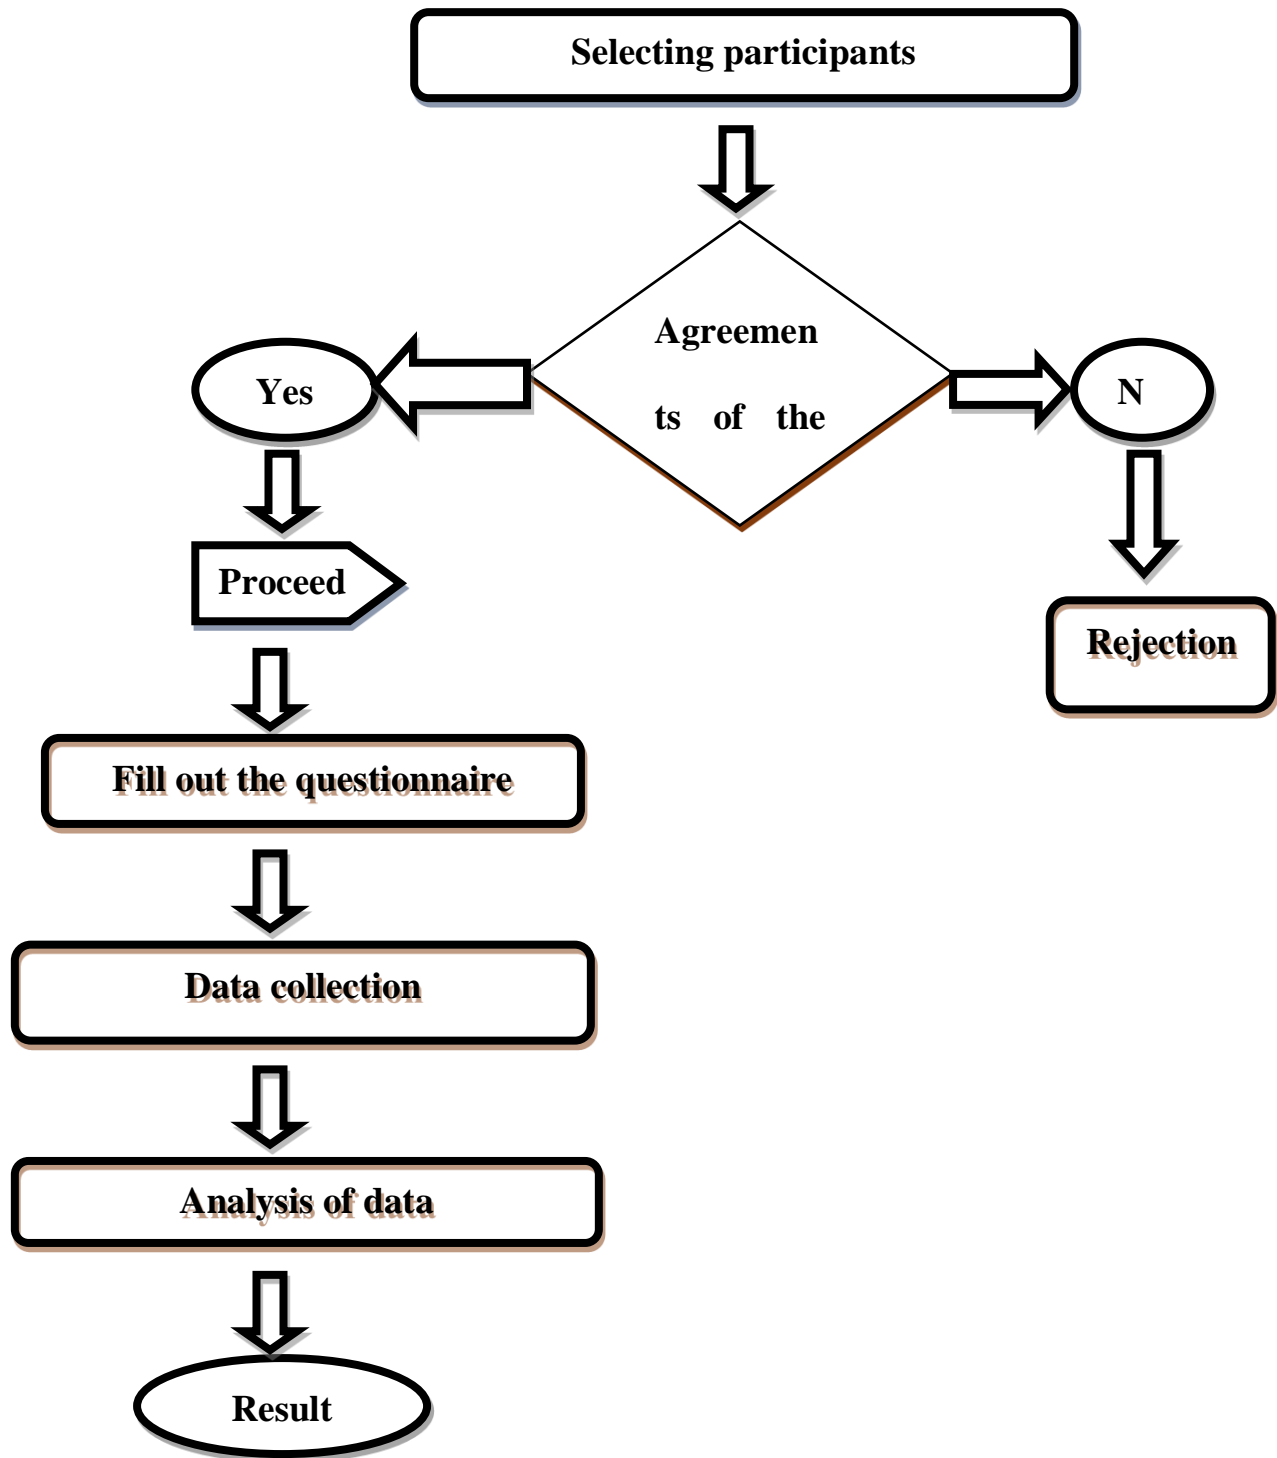 Selecting participants
Agreemen
ts of the
Yes
N
Proceed
Rejection
Fill out the questionnaire
Data collection
Analysis of data
Result